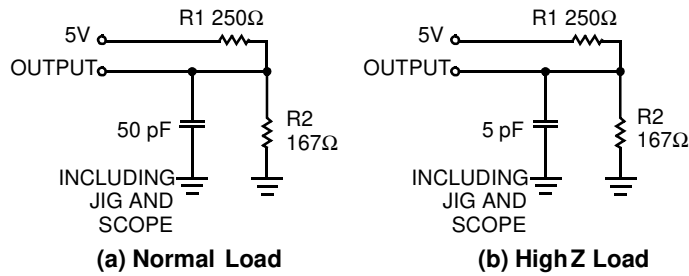 R1 250Ω
5V
OUTPUT
50 pF
R2
167Ω
INCLUDING
JIG AND
SCOPE
(a) Normal Load
R1 250Ω
5V
OUTPUT
5 pF
R2
167Ω
INCLUDING
JIG AND
SCOPE
(b) High Z Load